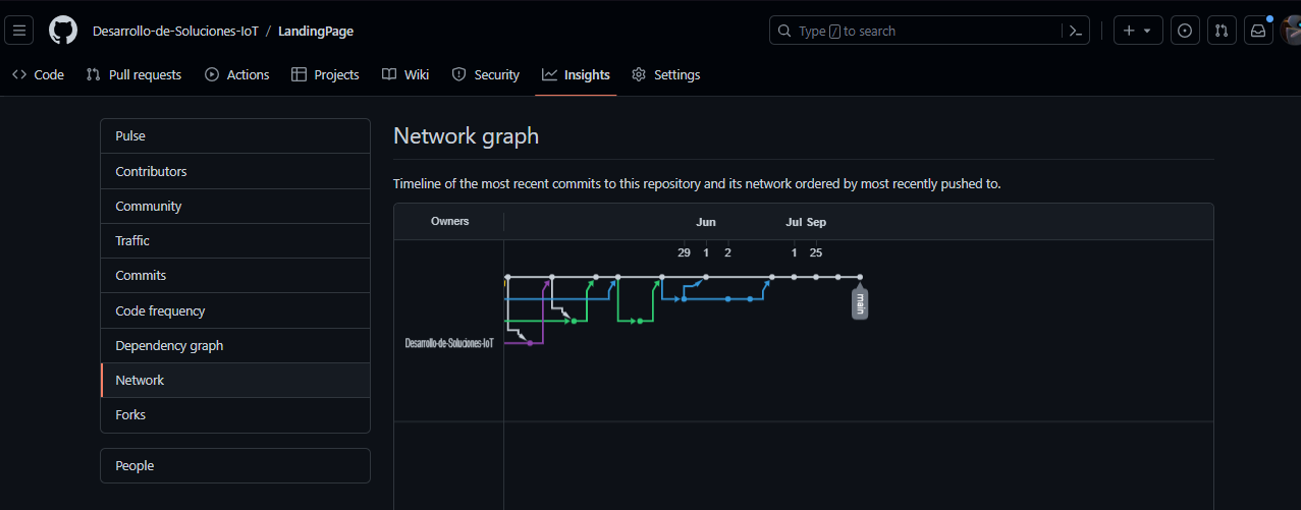 Desarrollo-de-Soluciones-IoT / LandingPage
Type / to search
Code Pull requests Actions Projects Wiki Security Insights Settings
Pulse
Contributors
Community
Traffic
Commits
Code frequency
Dependency graph
Network
Forks
People
Network graph
Timeline of the most recent commits to this repository and its network ordered by most recently pushed to.
Owners Jun Jul Sep
29 1 2 1 25
main
Desarrollo-de-Soluciones-IoT